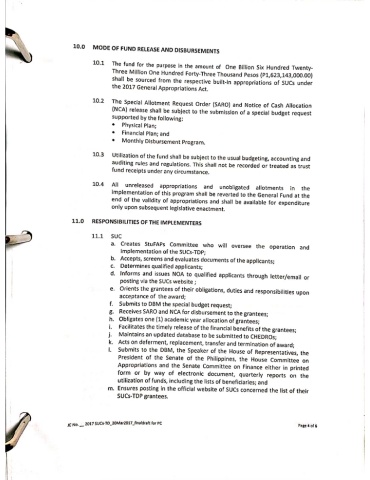 10.0 MODE OF FUND RELEASE AND DISBURSEMENTS
10.1 The fund for the purpose in the amount of One Billion Six Hundred Twenty-
Three Million One Hundred Forty-Three Thousand Pesos (P1,623,143,000.00)
shall be sourced from the respective built-in appropriations of SUCs under
the 2017 General Appropriations Act.
10.2 The Special Allotment Request Order (SARO) and Notice of Cash Allocation
(NCA) release shall be subject to the submission of a special budget request
supported by the following:
• Physical Plan;
• Financial Plan; and
• Monthly Disbursement Program.
10.3 Utilization of the fund shall be subject to the usual budgeting, accounting and
auditing rules and regulations. This shall not be recorded or treated as trust
fund receipts under any circumstance.
10.4 All unreleased appropriations and unobligated allotments in the
implementation of this program shall be reverted to the General Fund at the
end of the validity of appropriations and shall be available for expenditure
only upon subsequent legislative enactment.
11.0 RESPONSIBILITIES OF THE IMPLEMENTERS
11.1 SUC
a. Creates StuFAPs Committee who will oversee the operation and
implementation of the SUCs-TDP;
b. Accepts, screens and evaluates documents of the applicants;
c. Determines qualified applicants;
d. Informs and issues NOA to qualified applicants through letter/email or
posting via the SUCs website ;
e. Orients the grantees of their obligations, duties and responsibilities upon
acceptance of the award;
f. Submits to DBM the special budget request;
g. Receives SARO and NCA for disbursement to the grantees;
h. Obligates one (1) academic year allocation of grantees;
i. Facilitates the timely release of the financial benefits of the grantees;
j. Maintains an updated database to be submitted to CHEDROs;
k. Acts on deferment, replacement, transfer and termination of award;
l. Submits to the DBM, the Speaker of the House of Representatives, the
President of the Senate of the Philippines, the House Committee on
Appropriations and the Senate Committee on Finance either in printed
form or by way of electronic document, quarterly reports on the
utilization of funds, including the lists of beneficiaries; and
m. Ensures posting in the official website of SUCs concerned the list of their
SUCs-TDP grantees.
JC No. __ 2017 SUCs-TD_20Mar2017_finaldraft for PC Page 4 of 6